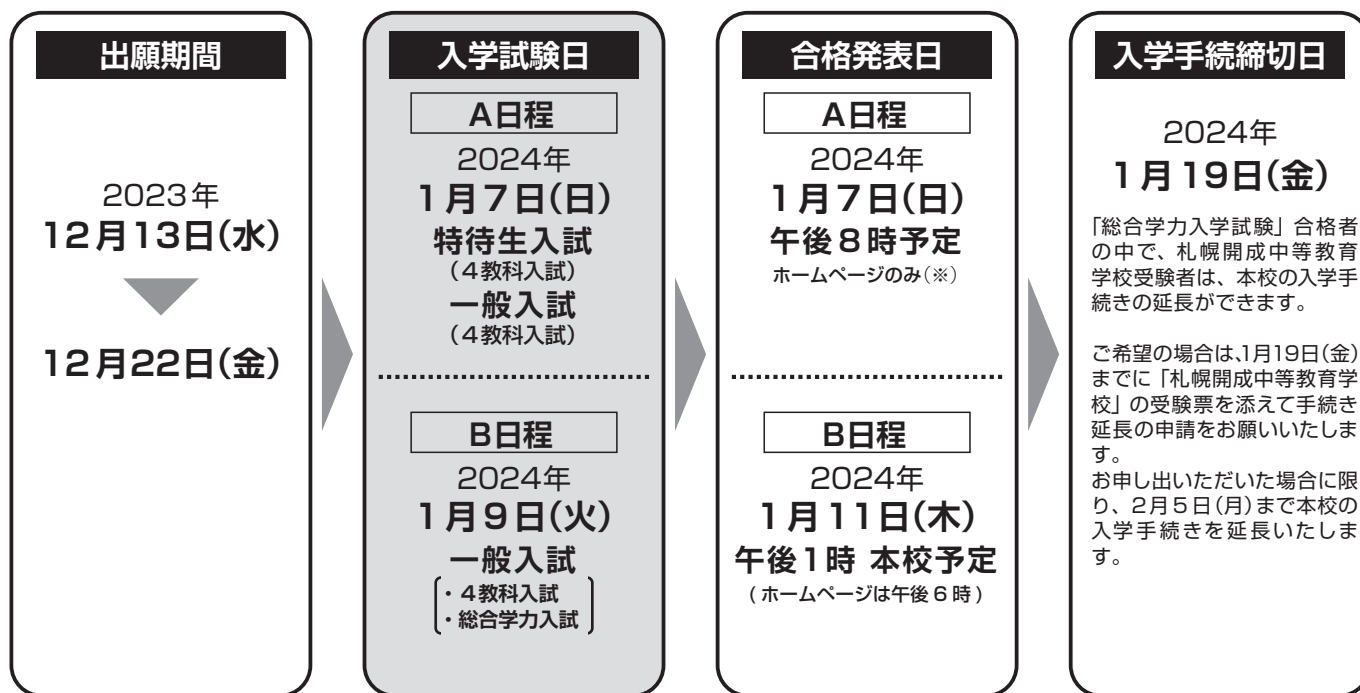 出願期間
2023年
12月13日(水)
12月22日(金)
入学試験日
A日程
2024年
1月7日(日)
特待生入試
(4教科入試)
一般入試
(4教科入試)
B日程
2024年
1月9日(火)
一般入試
・4教科入試
・総合学力入試
合格発表日
A日程
2024年
1月7日(日)
午後8時予定
ホームページのみ(※)
B日程
2024年
1月11日(木)
午後1時 本校予定
(ホームページは午後6時)
入学手続締切日
2024年
1月19日(金)
「総合学力入学試験」合格者
の中で、札幌開成中等教育
学校受験者は、本校の入学手
続きの延長ができます。
ご希望の場合は、1月19日(金)
までに「札幌開成中等教育学
校」の受験票を添えて手続き
延長の申請をお願いいたしま
す。
お申し出いただいた場合に限
り、2月5日(月)まで本校の
入学手続きを延長いたしま
す。